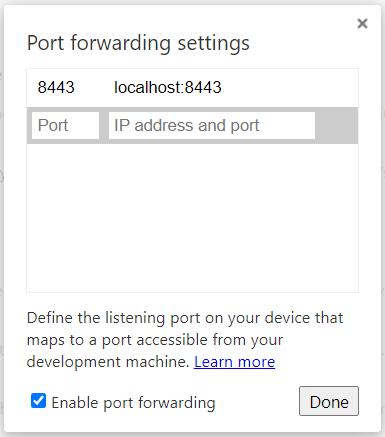 Port forwarding settings
8443 localhost:8443
Port IP address and port
Define the listening port on your device that
maps to a port accessible from your
development machine. Learn more
Enable port forwarding Done